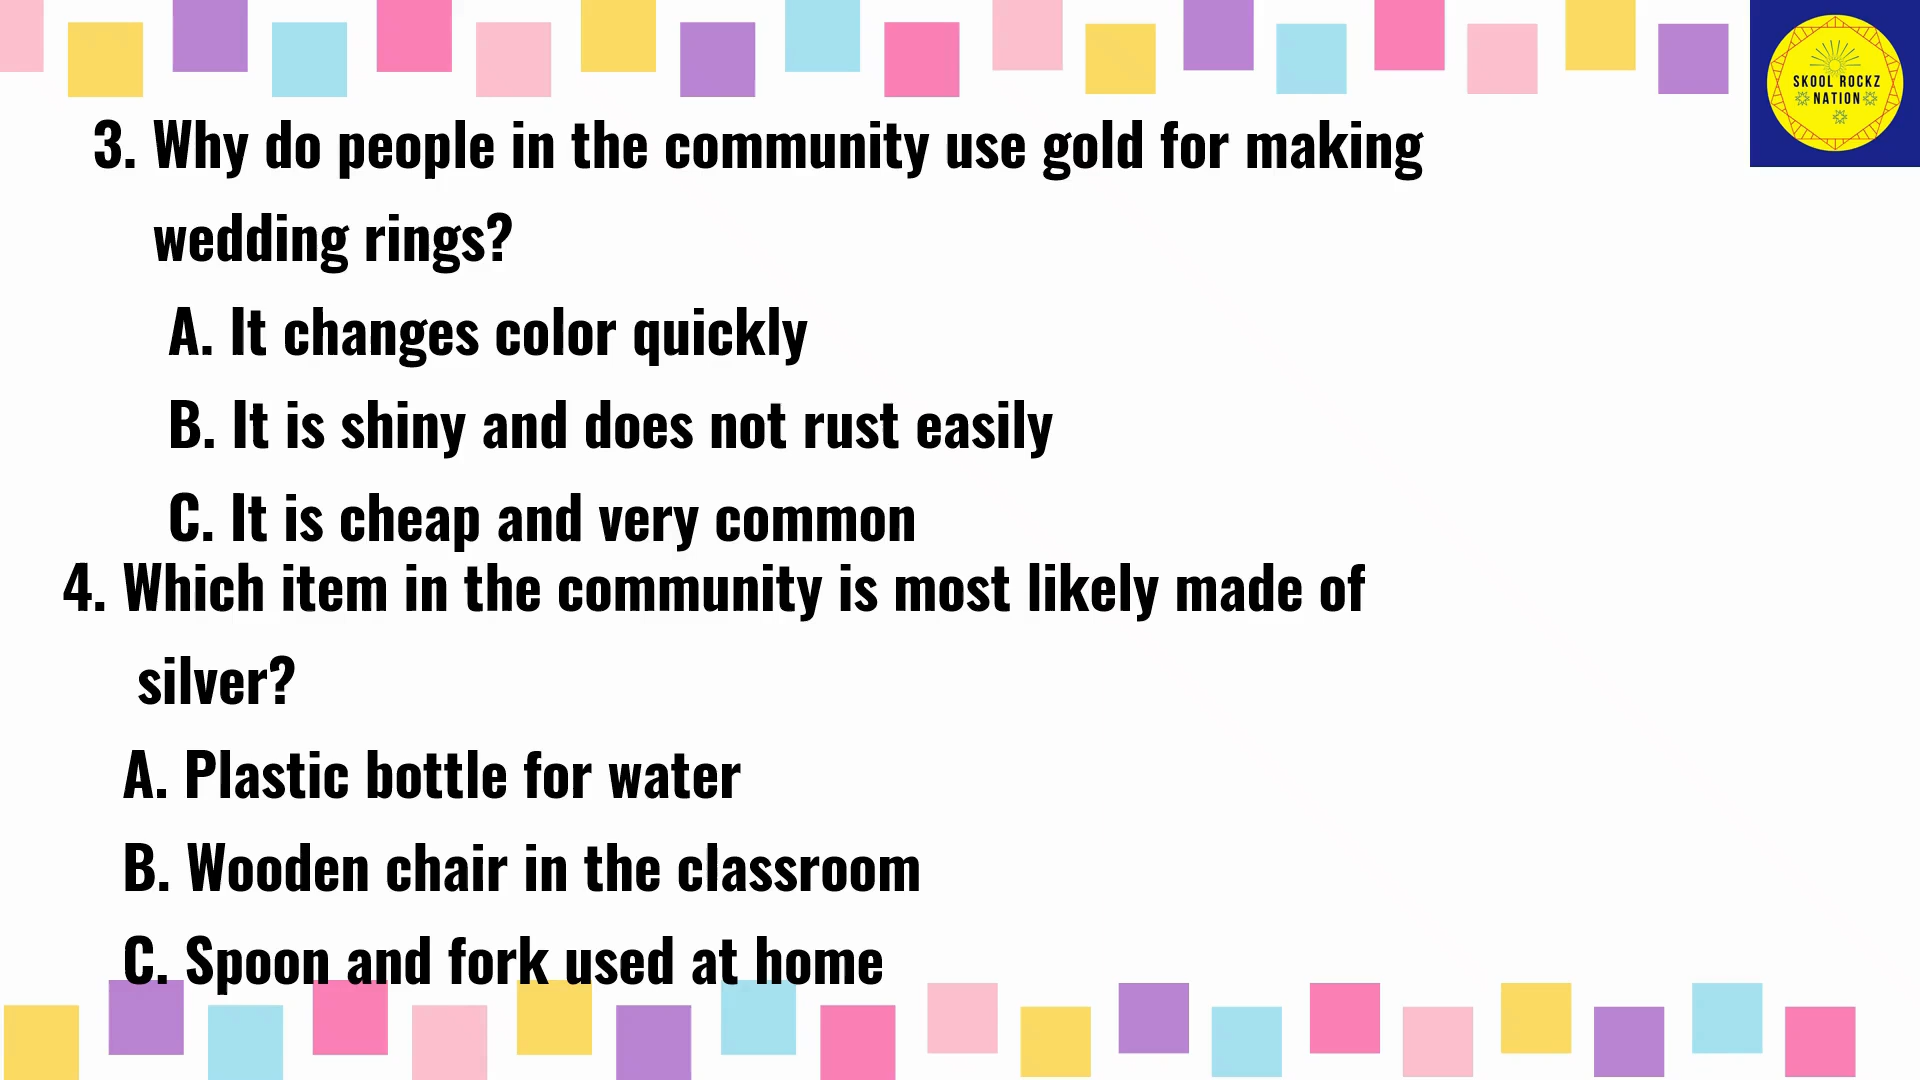 SKOOL ROCKZ
NATION
3. Why do people in the community use gold for making
wedding rings?
A. It changes color quickly
B. It is shiny and does not rust easily
C. It is cheap and very common
4. Which item in the community is most likely made of
silver?
A. Plastic bottle for water
B. Wooden chair in the classroom
C. Spoon and fork used at home